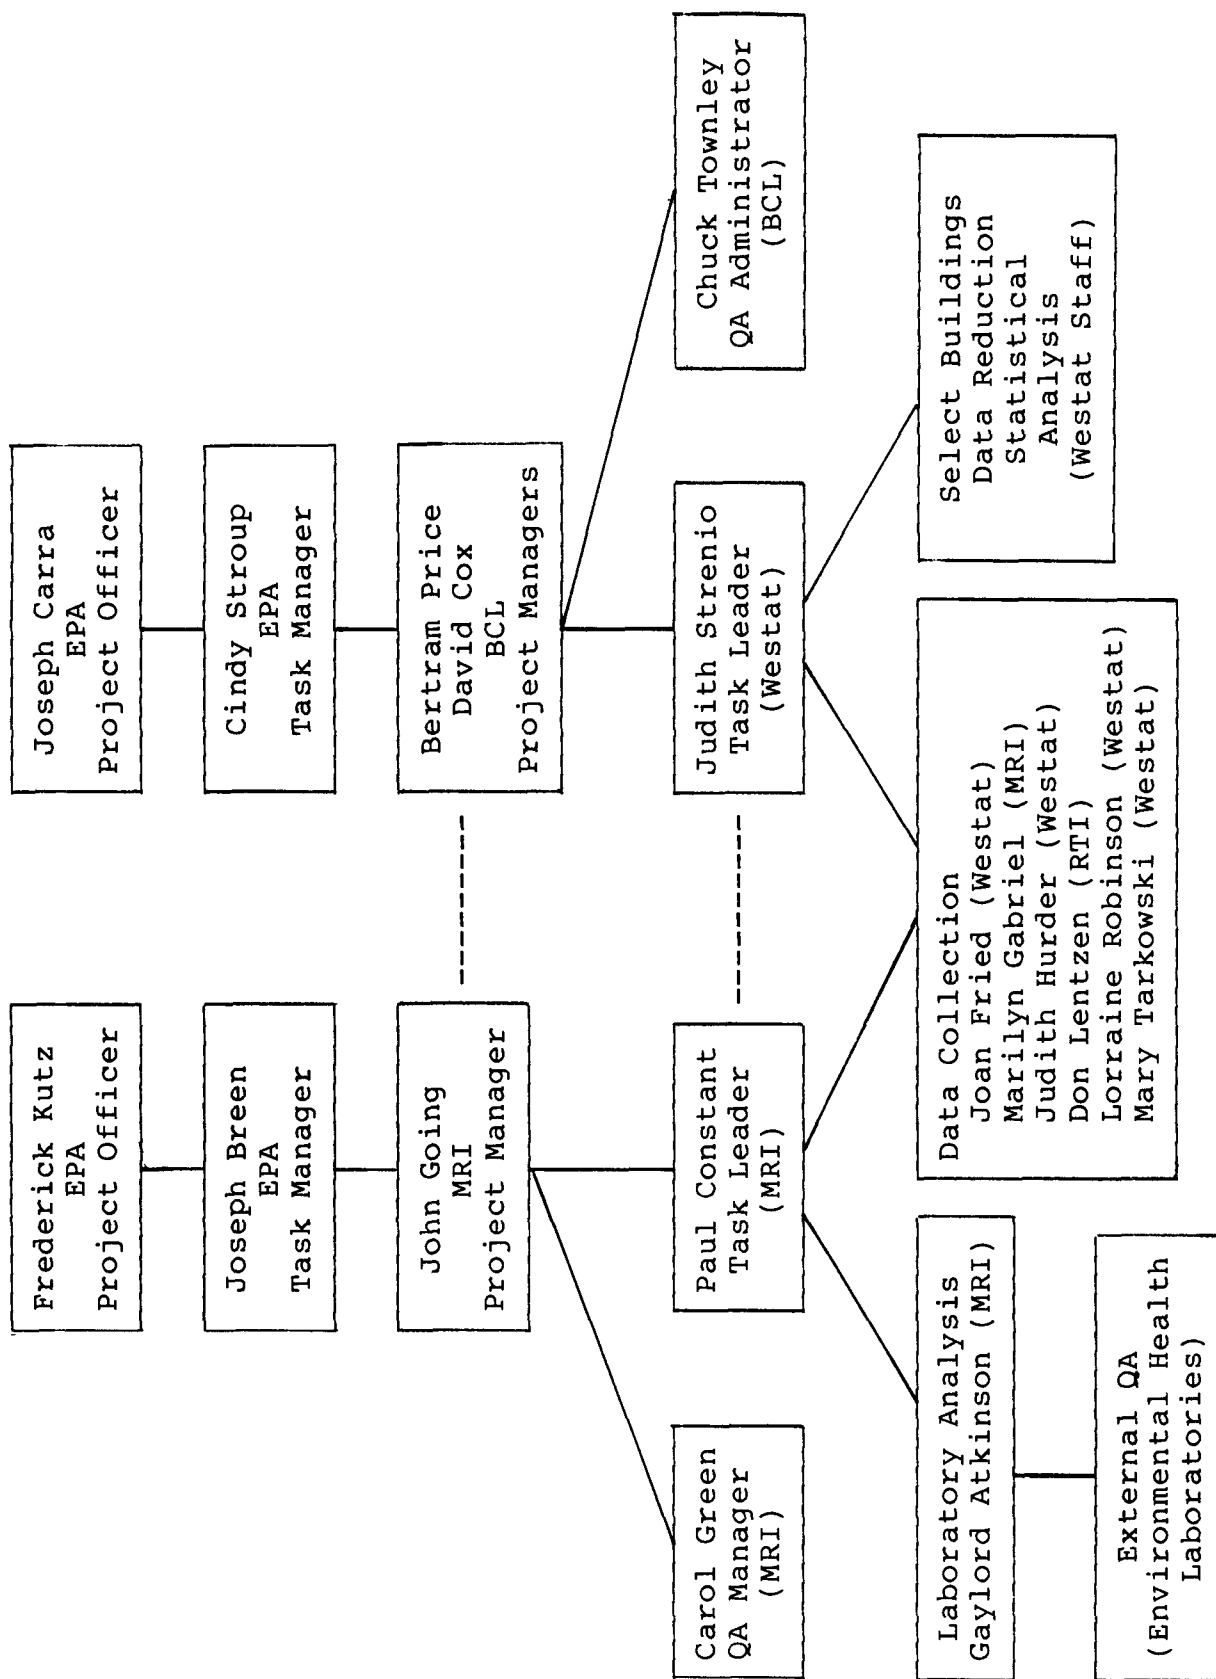 Frederick Kutz
EPA
Project Officer
Joseph Carra
EPA
Project Officer
Joseph Breen
EPA
Task Manager
Cindy Stroup
EPA
Task Manager
John Going
MRI
Project Manager
Bertram Price
David Cox
BCL
Project Managers
Carol Green
QA Manager
(MRI)
Paul Constant
Task Leader
(MRI)
Judith Strenio
Task Leader
(Westat)
Chuck Townley
QA Administrator
(BCL)
Laboratory Analysis
Gaylord Atkinson (MRI)
Data Collection
Joan Fried (Westat)
Marilyn Gabriel (MRI)
Judith Hurder (Westat)
Don Lentzen (RTI)
Lorraine Robinson (Westat)
Mary Tarkowski (Westat)
Select Buildings
Data Reduction
Statistical
Analysis
(Westat Staff)
External QA
(Environmental Health
Laboratories)